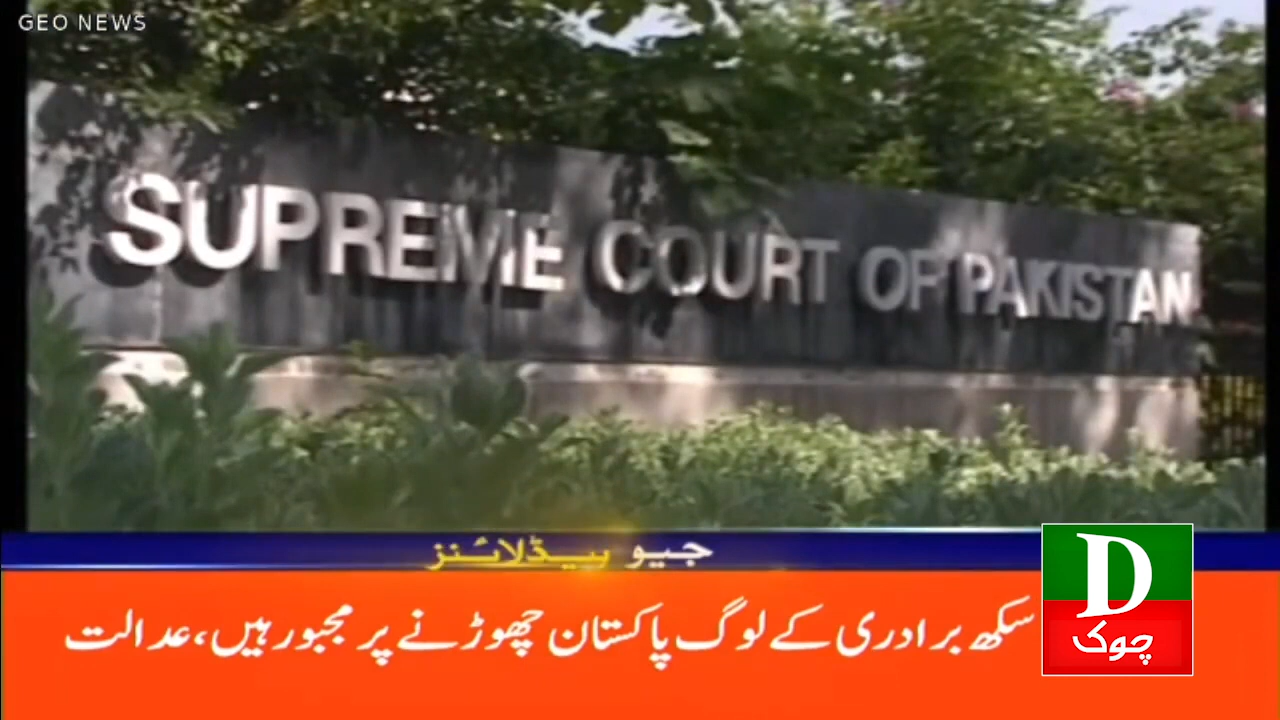 GEO NEWS
SUPREME COURT OF PAKISTAN
جیو ہیڈلائنز
سکھ برادری کے لوگ پاکستان چھوڑنے پر مجبور ہیں، عدالت
D
چوک